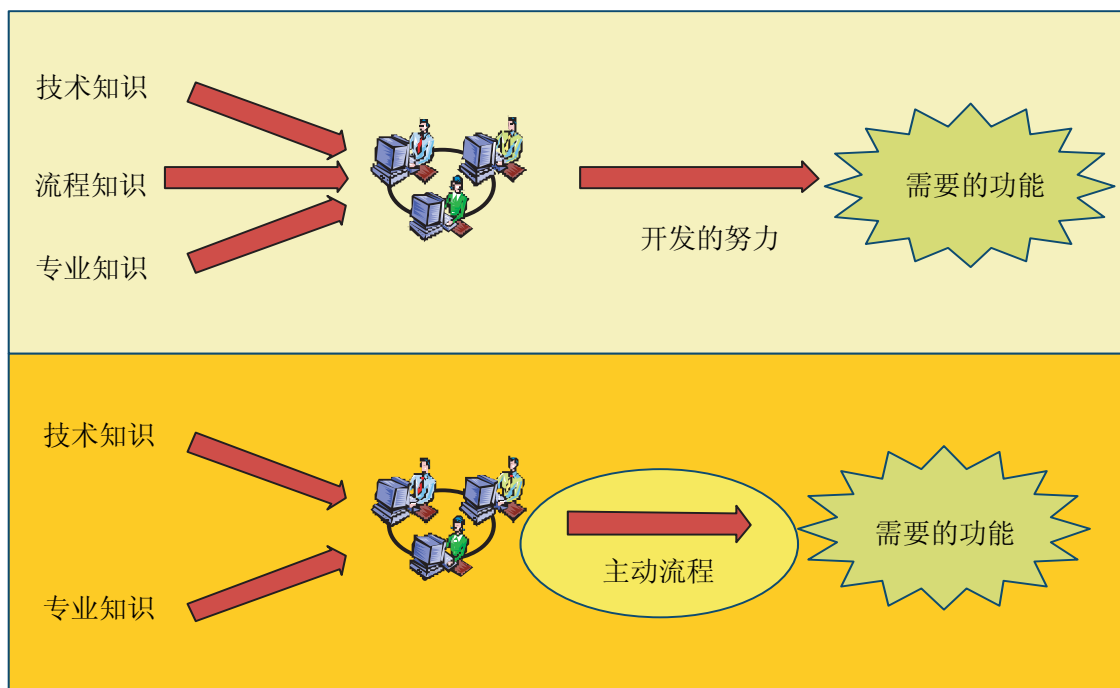 技术知识
流程知识
专业知识
开发的努力
需要的功能
技术知识
专业知识
主动流程
需要的功能